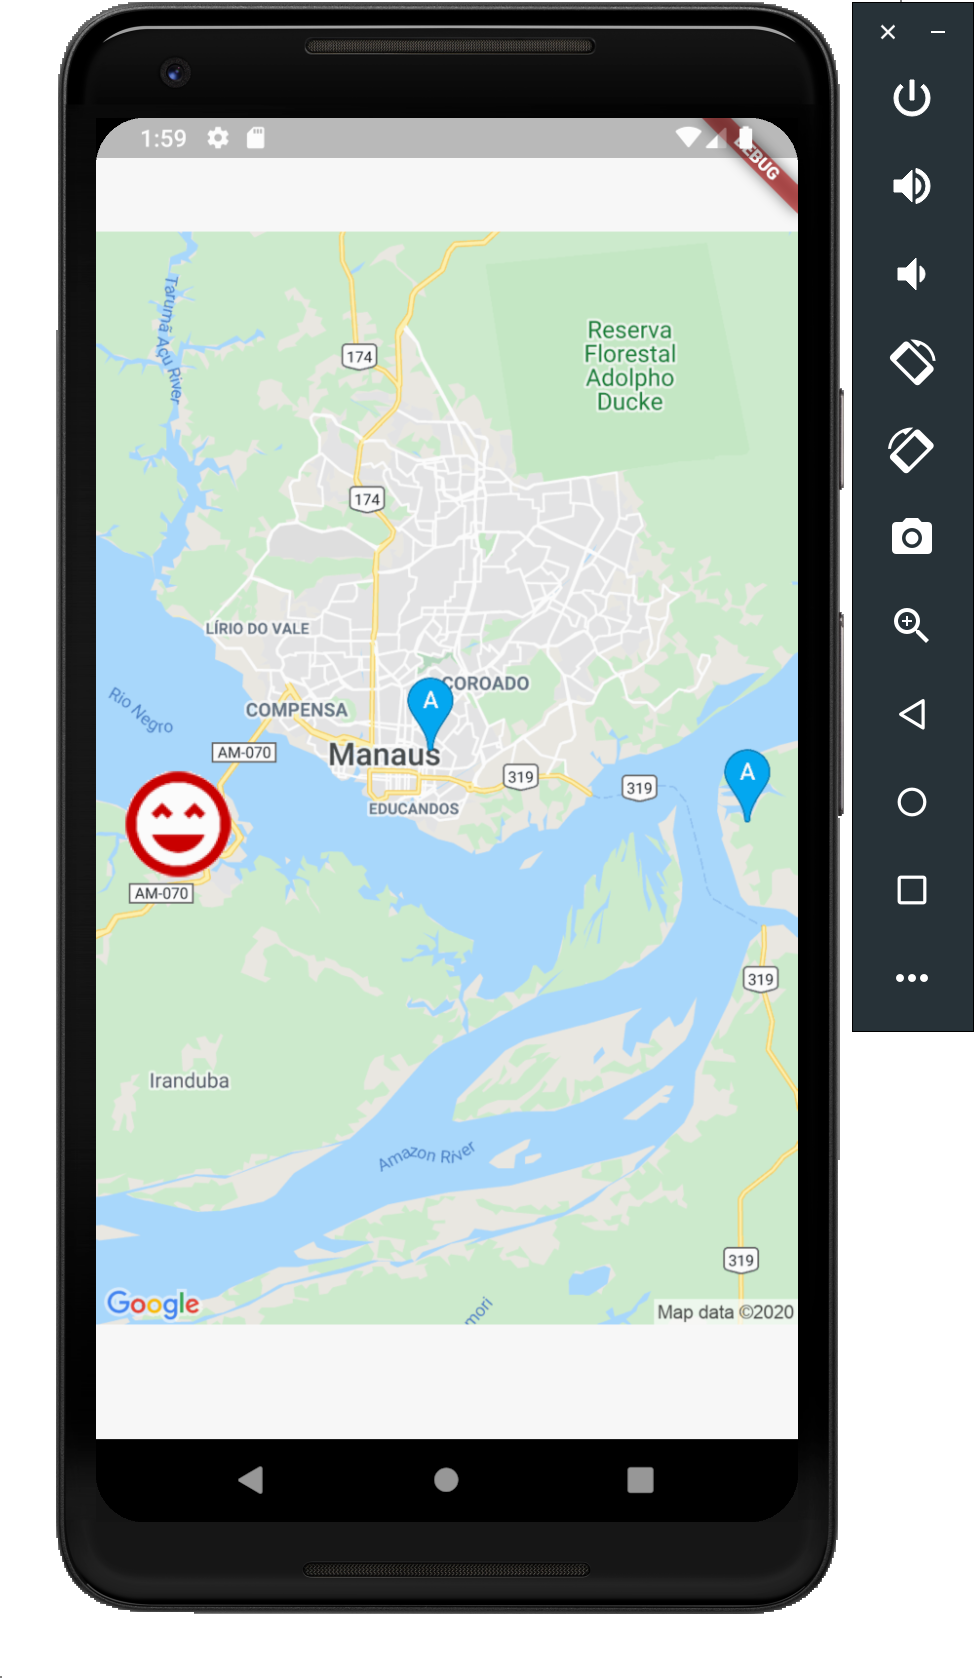 1:59
DEBUG
Tarumã Açu River
174
Reserva
Florestal
Adolpho
Ducke
174
LÍRIO DO VALE
COROADO
A
Rio Negro
COMPENSA
AM-070
Manaus
319
319
A
EDUCANDOS
AM-070
319
Iranduba
Amazon River
319
Google
mori
Map data ©2020